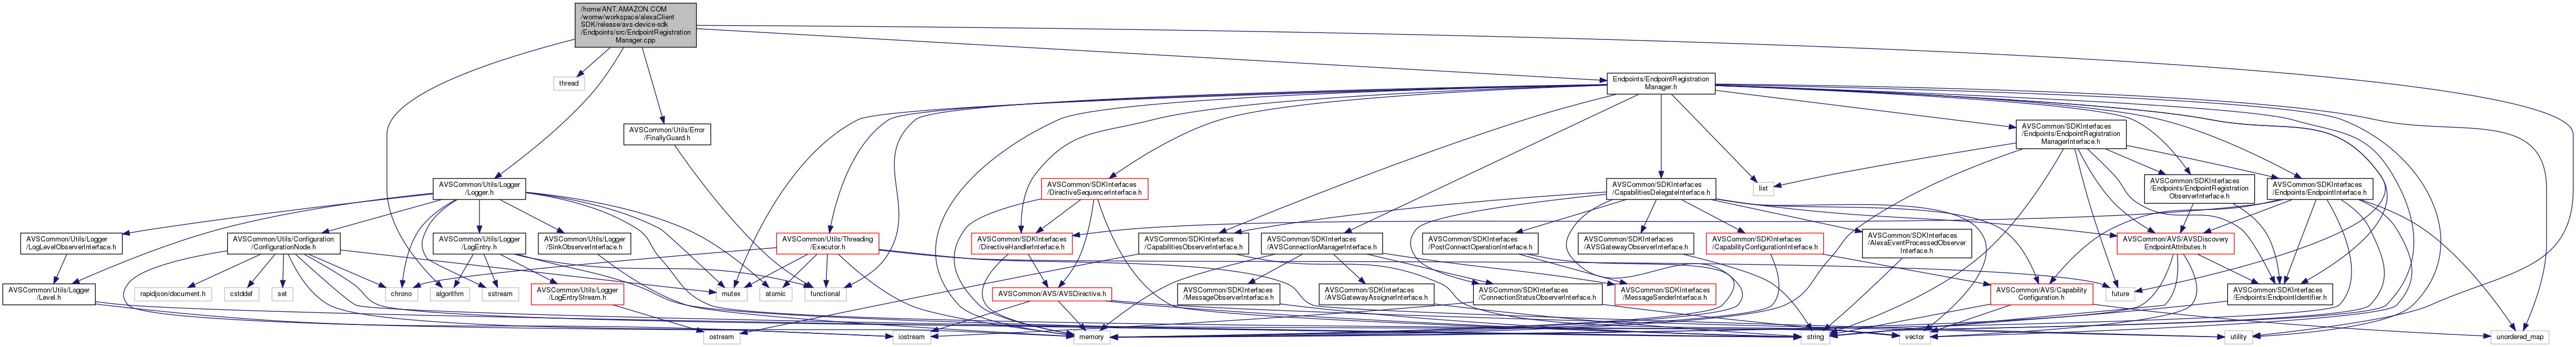 /home/ANT.AMAZON.COM
/womw/workspace/alexaClient
SDK/release/avs-device-sdk
/Endpoints/src/EndpointRegistration
Manager.cpp
thread
Endpoints/EndpointRegistration
Manager.h
AVSCommon/Utils/Error
/FinallyGuard.h
AVSCommon/SDKInterfaces
/Endpoints/EndpointRegistration
ManagerInterface.h
AVSCommon/Utils/Logger
/Logger.h
AVSCommon/SDKInterfaces
/DirectiveSequencerInterface.h
AVSCommon/SDKInterfaces
/CapabilitiesDelegateInterface.h
list
AVSCommon/SDKInterfaces
/Endpoints/EndpointRegistration
ObserverInterface.h
AVSCommon/SDKInterfaces
/Endpoints/EndpointInterface.h
AVSCommon/Utils/Logger
/LogLevelObserverInterface.h
AVSCommon/Utils/Configuration
/ConfigurationNode.h
AVSCommon/Utils/Logger
/LogEntry.h
AVSCommon/Utils/Logger
/SinkObserverInterface.h
AVSCommon/Utils/Threading
/Executor.h
AVSCommon/SDKInterfaces
/DirectiveHandlerInterface.h
AVSCommon/SDKInterfaces
/CapabilitiesObserverInterface.h
AVSCommon/SDKInterfaces
/AVSConnectionManagerInterface.h
AVSCommon/SDKInterfaces
/PostConnectOperationInterface.h
AVSCommon/SDKInterfaces
/AVSGatewayObserverInterface.h
AVSCommon/SDKInterfaces
/CapabilityConfigurationInterface.h
AVSCommon/SDKInterfaces
/AlexaEventProcessedObserver
Interface.h
AVSCommon/AVS/AVSDiscovery
EndpointAttributes.h
AVSCommon/Utils/Logger
/Level.h
rapidjson/document.h
cstddef
set
chrono
algorithm
sstream
AVSCommon/Utils/Logger
/LogEntryStream.h
mutex
atomic
functional
AVSCommon/AVS/AVSDirective.h
AVSCommon/SDKInterfaces
/MessageObserverInterface.h
AVSCommon/SDKInterfaces
/AVSGatewayAssignerInterface.h
AVSCommon/SDKInterfaces
/ConnectionStatusObserverInterface.h
AVSCommon/SDKInterfaces
/MessageSenderInterface.h
AVSCommon/AVS/Capability
Configuration.h
future
AVSCommon/SDKInterfaces
/Endpoints/EndpointIdentifier.h
ostream
iostream
memory
string
vector
utility
unordered_map